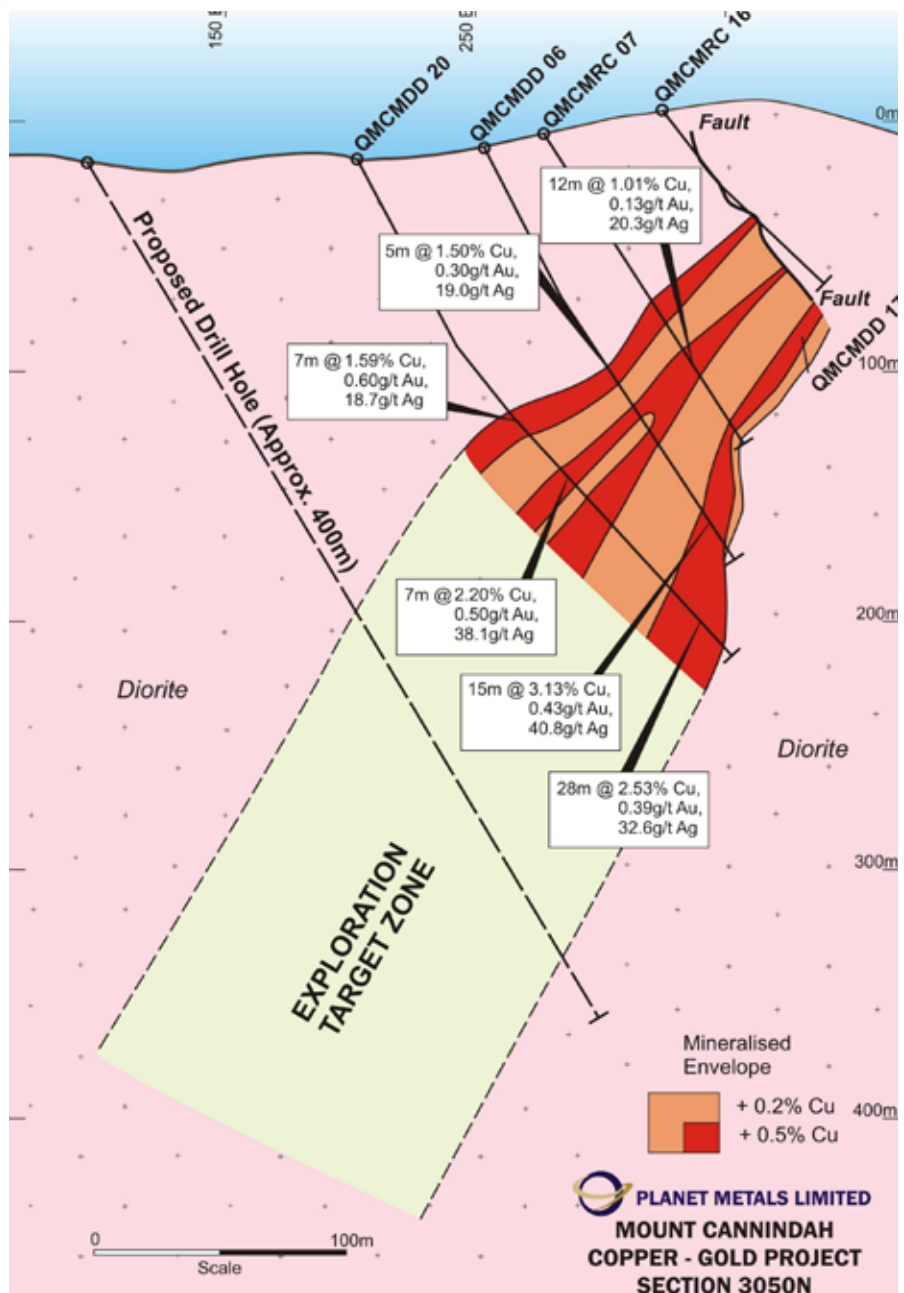 150 E
250 E
QMCMDD 20
QMCMDD 06
QMCMRC 07
QMCMRC 16
0m
Fault
12m @ 1.01% Cu,
0.13g/t Au,
20.3g/t Ag
5m @ 1.50% Cu,
0.30g/t Au,
19.0g/t Ag
Proposed Drill Hole (Approx. 400m)
Fault
QMCMDD 17
7m @ 1.59% Cu,
0.60g/t Au,
18.7g/t Ag
100m
7m @ 2.20% Cu,
0.50g/t Au,
38.1g/t Ag
200m
15m @ 3.13% Cu,
0.43g/t Au,
40.8g/t Ag
Diorite
Diorite
28m @ 2.53% Cu,
0.39g/t Au,
32.6g/t Ag
300m
EXPLORATION
TARGET ZONE
Mineralised
Envelope
+ 0.2% Cu
+ 0.5% Cu
400m
PLANET METALS LIMITED
MOUNT CANNINDAH
COPPER - GOLD PROJECT
SECTION 3050N
0 100m
Scale